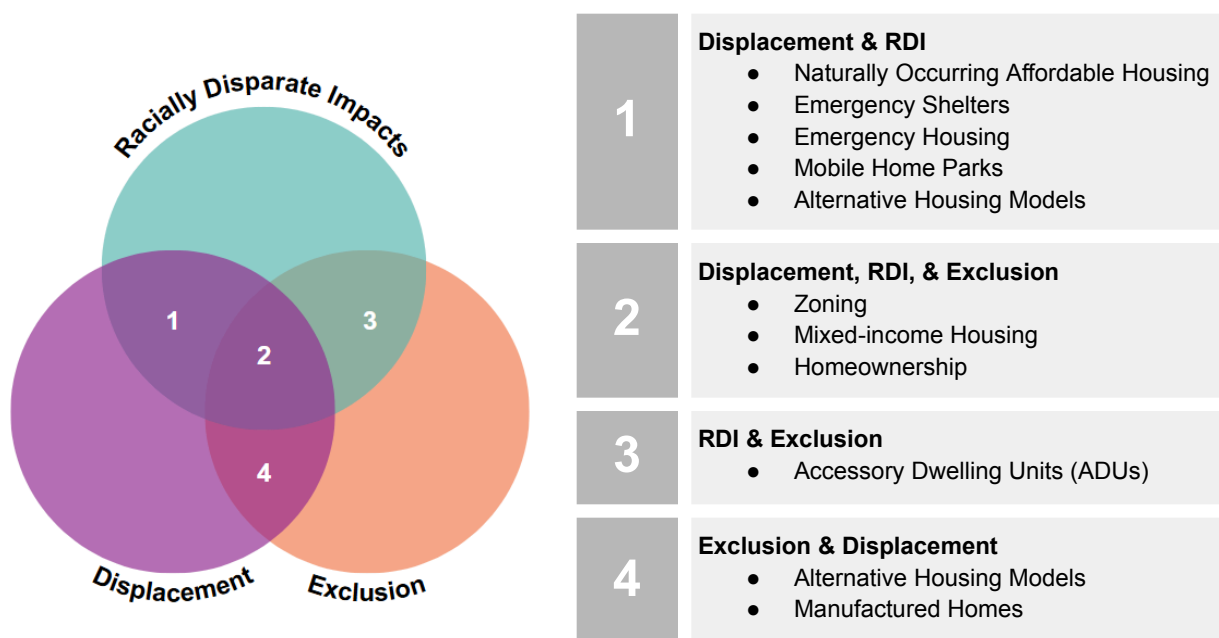 Racially Disparate Impacts
1
3
2
4
Displacement
Exclusion
1
Displacement & RDI
● Naturally Occurring Affordable Housing
● Emergency Shelters
● Emergency Housing
● Mobile Home Parks
● Alternative Housing Models
2
Displacement, RDI, & Exclusion
● Zoning
● Mixed-income Housing
● Homeownership
3
RDI & Exclusion
● Accessory Dwelling Units (ADUs)
4
Exclusion & Displacement
● Alternative Housing Models
● Manufactured Homes